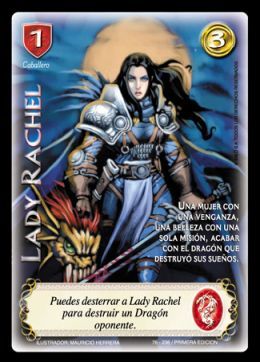 1
3
Caballero
LADY RACHEL
UNA MUJER CON
UNA VENGANZA,
UNA BELLEZA CON UNA
SOLA MISIÓN, ACABAR
CON EL DRAGÓN QUE
DESTRUYÓ SUS SUEÑOS.
Puedes desterrar a Lady Rachel
para destruir un Dragón
oponente.
ILUSTRADOR: MAURICIO HERRERA
76 - 236 / PRIMERA EDICION